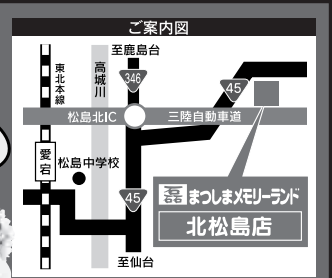 ご案内図
至鹿島台
東北本線
高城川
346
45
松島北IC
三陸自動車道
愛宕
松島中学校
45
磊 まつしまメモリーランド
北松島店
至仙台